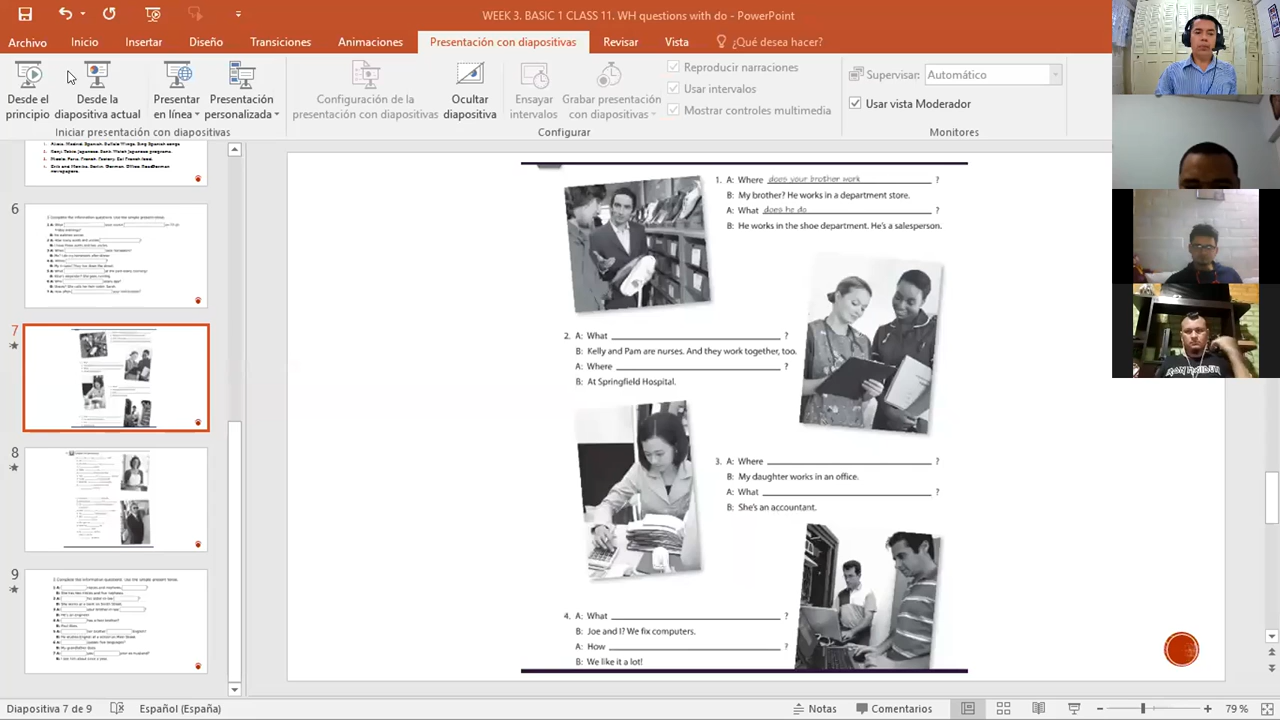 WEEK 3. BASIC 1 CLASS 11. WH questions with do - PowerPoint
Archivo Inicio Insertar Diseño Transiciones Animaciones Presentación con diapositivas Revisar Vista ¿Qué desea hacer?
Desde el principio
Desde la diapositiva actual
Presentar en línea
Presentación personalizada
Iniciar presentación con diapositivas
Configuración de la presentación con diapositivas
Ocultar diapositiva
Ensayar intervalos
Grabar presentación con diapositivas
Reproducir narraciones
Usar intervalos
Mostrar controles multimedia
Configurar
Supervisar: Automático
Usar vista Moderador
Monitores
6
7
8
9
1. A: Where does your brother work ?
B: My brother? He works in a department store.
A: What does he do ?
B: He works in the shoe department. He's a salesperson.
2. A: What ?
B: Kelly and Pam are nurses. And they work together, too.
A: Where ?
B: At Springfield Hospital.
3. A: Where ?
B: My daughter works in an office.
A: What ?
B: She's an accountant.
4. A: What ?
B: Joe and I? We fix computers.
A: How ?
B: We like it a lot!
Diapositiva 7 de 9 Español (España) Notas Comentarios 79 %